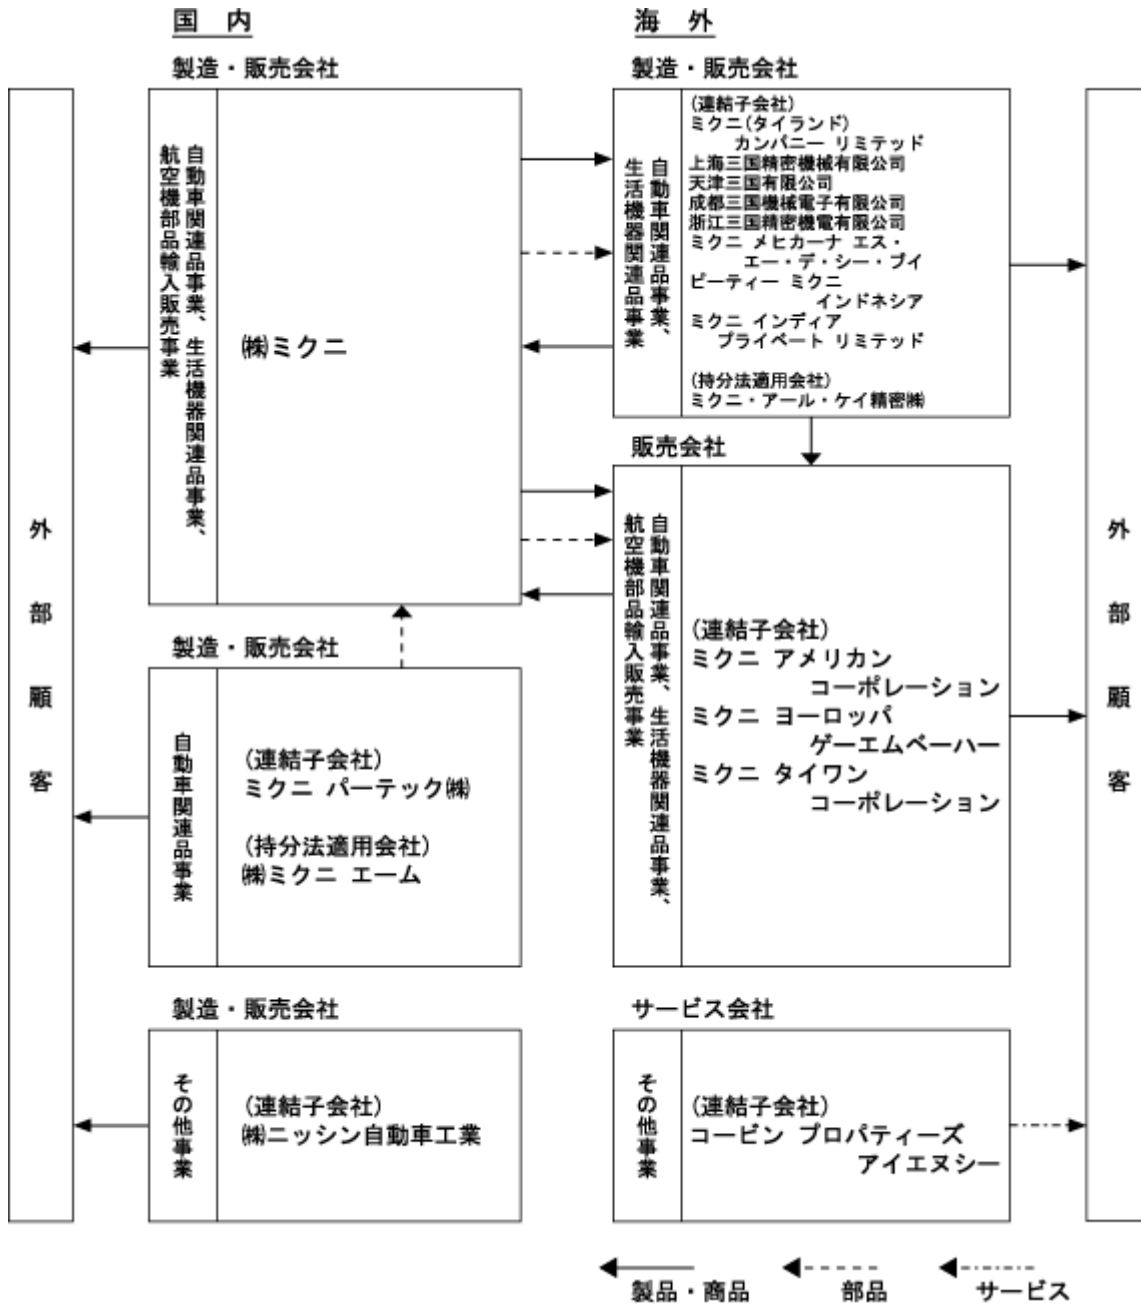 国 内
海 外
製造・販売会社
製造・販売会社
外部顧客
自動車関連品事業、生活機器関連品事業、
航空機部品輸入販売事業
㈱ミクニ
自動車関連品事業、
生活機器関連品事業
(連結子会社)
ミクニ(タイランド)
カンパニー リミテッド
上海三国精密機械有限公司
天津三国有限公司
成都三国機械電子有限公司
浙江三国精密機電有限公司
ミクニ メヒカーナ エス・
エー・デ・シー・ブイ
ピーティー ミクニ
インドネシア
ミクニ インディア
プライベート リミテッド
(持分法適用会社)
ミクニ・アール・ケイ精密㈱
外部顧客
販売会社
自動車関連品事業、生活機器関連品事業、
航空機部品輸入販売事業
(連結子会社)
ミクニ アメリカン
コーポレーション
ミクニ ヨーロッパ
ゲーエムベーハー
ミクニ タイワン
コーポレーション
製造・販売会社
自動車関連品事業
(連結子会社)
ミクニ パーテック㈱
(持分法適用会社)
㈱ミクニ エーム
製造・販売会社
その他事業
(連結子会社)
㈱ニッシン自動車工業
サービス会社
その他事業
(連結子会社)
コービン プロパティーズ
アイエヌシー
製品・商品
部品
サービス